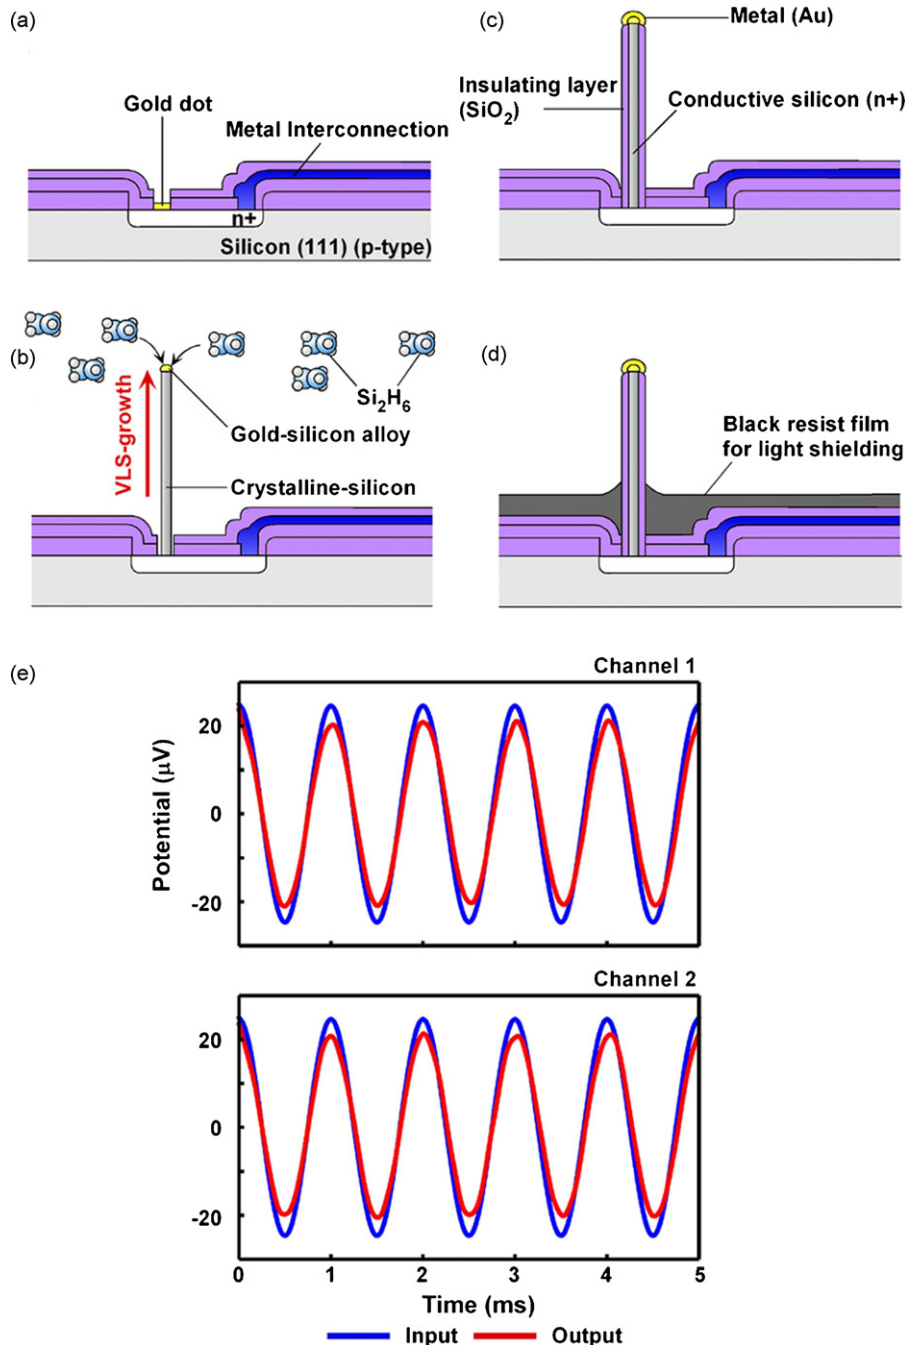 (a)
Gold dot
Metal Interconnection
n+
Silicon (111) (p-type)
(c)
Metal (Au)
Insulating layer
(SiO₂)
Conductive silicon (n+)
(b)
VLS-growth
Si₂H₆
Gold-silicon alloy
Crystalline-silicon
(d)
Black resist film
for light shielding
(e)
Channel 1
Potential (μV)
20
0
-20
Channel 2
20
0
-20
0 1 2 3 4 5
Time (ms)
Input Output